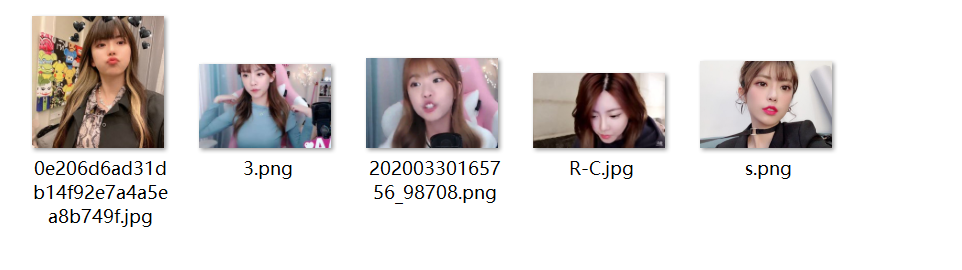 0e206d6ad31d
b14f92e7a4a5e
a8b749f.jpg
3.png
202003301657
56_98708.png
R-C.jpg
s.png